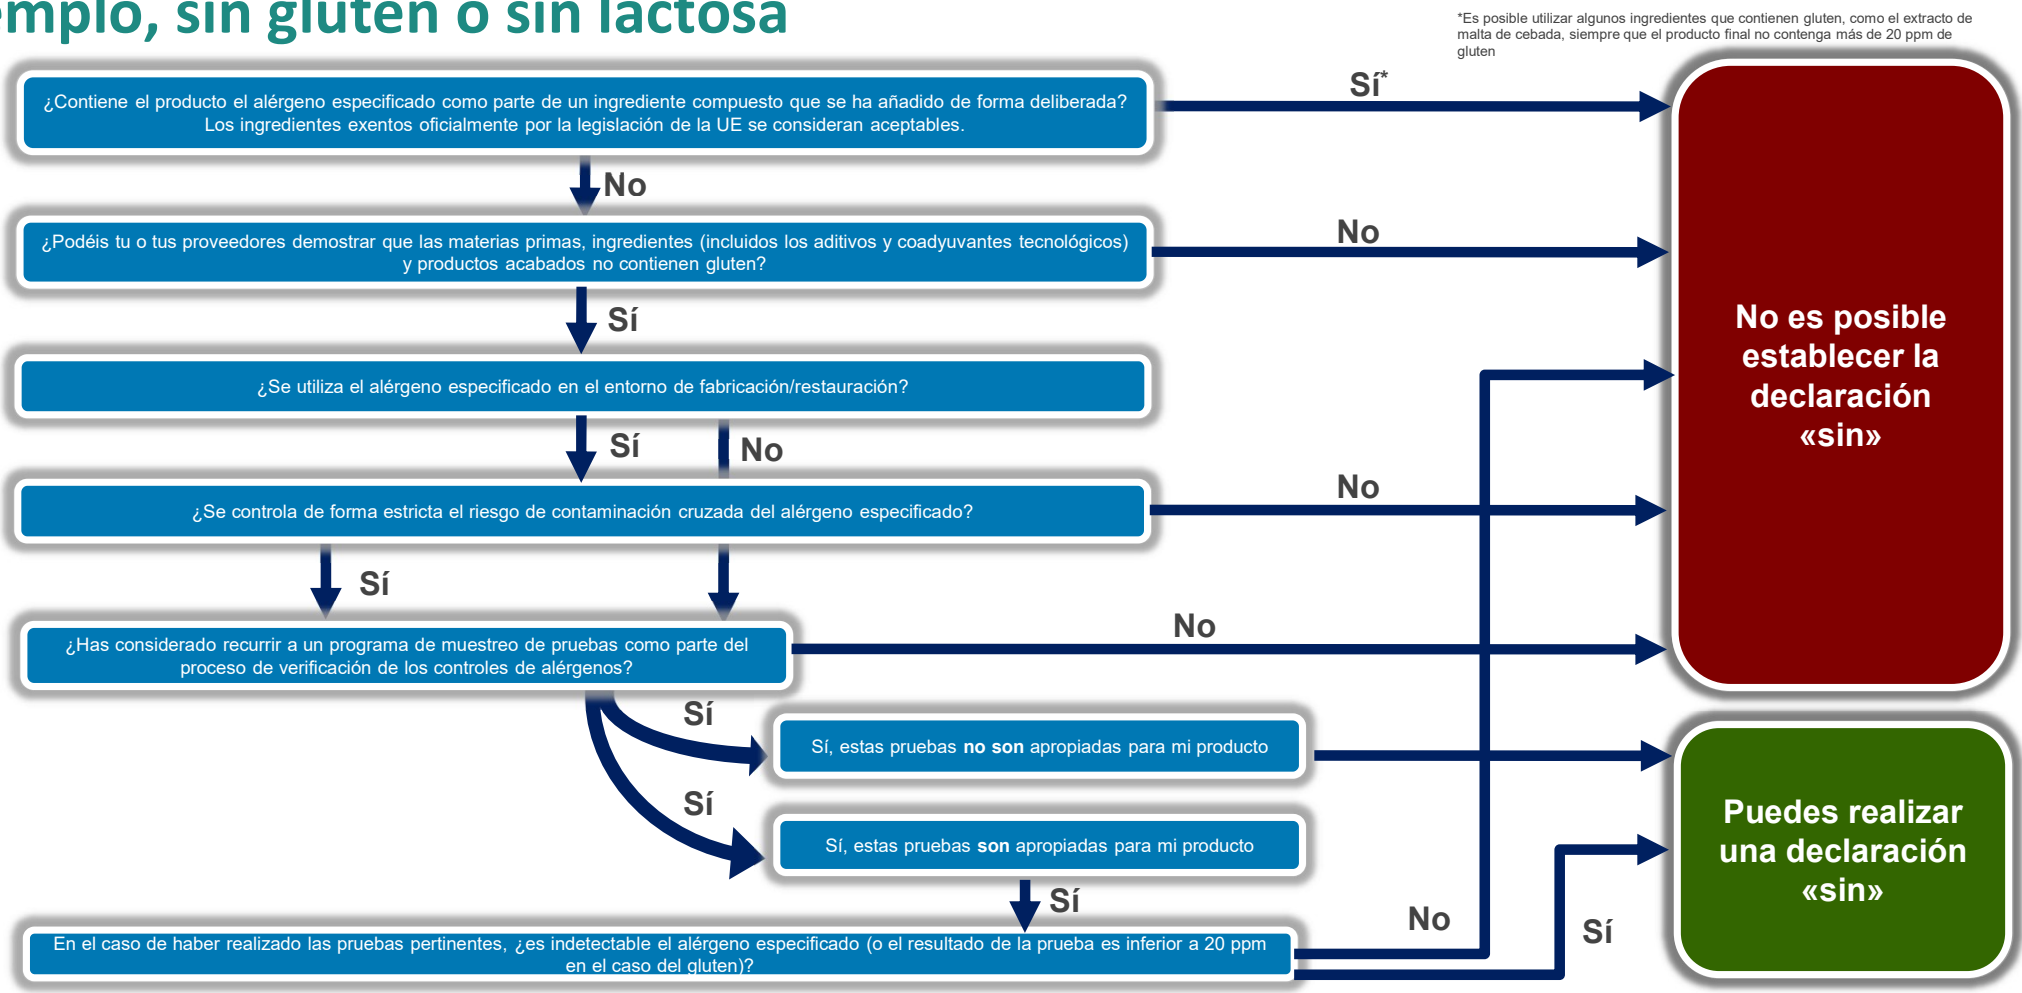 emplo, sin gluten o sin lactosa
*Es posible utilizar algunos ingredientes que contienen gluten, como el extracto de
malta de cebada, siempre que el producto final no contenga más de 20 ppm de
gluten
¿Contiene el producto el alérgeno especificado como parte de un ingrediente compuesto que se ha añadido de forma deliberada?
Los ingredientes exentos oficialmente por la legislación de la UE se consideran aceptables.
Sí*
No
¿Podéis tu o tus proveedores demostrar que las materias primas, ingredientes (incluidos los aditivos y coadyuvantes tecnológicos)
y productos acabados no contienen gluten?
No
Sí
¿Se utiliza el alérgeno especificado en el entorno de fabricación/restauración?
Sí
No
¿Se controla de forma estricta el riesgo de contaminación cruzada del alérgeno especificado?
No
Sí
¿Has considerado recurrir a un programa de muestreo de pruebas como parte del
proceso de verificación de los controles de alérgenos?
No
Sí
Sí, estas pruebas no son apropiadas para mi producto
Sí
Sí, estas pruebas son apropiadas para mi producto
Sí
En el caso de haber realizado las pruebas pertinentes, ¿es indetectable el alérgeno especificado (o el resultado de la prueba es inferior a 20 ppm
en el caso del gluten)?
No
Sí
No es posible
establecer la
declaración
«sin»
Puedes realizar
una declaración
«sin»